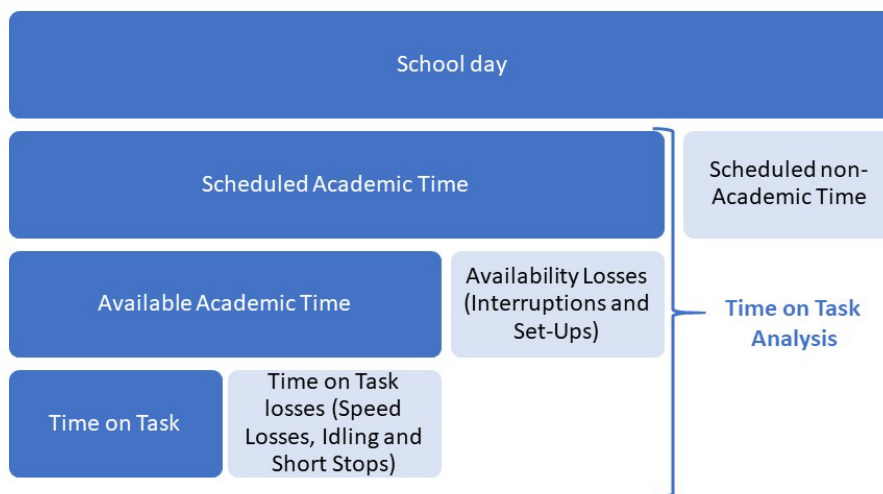 School day
Scheduled Academic Time
Scheduled non-
Academic Time
Available Academic Time
Availability Losses
(Interruptions and
Set-Ups)
Time on Task
Analysis
Time on Task
Time on Task
losses (Speed
Losses, Idling and
Short Stops)